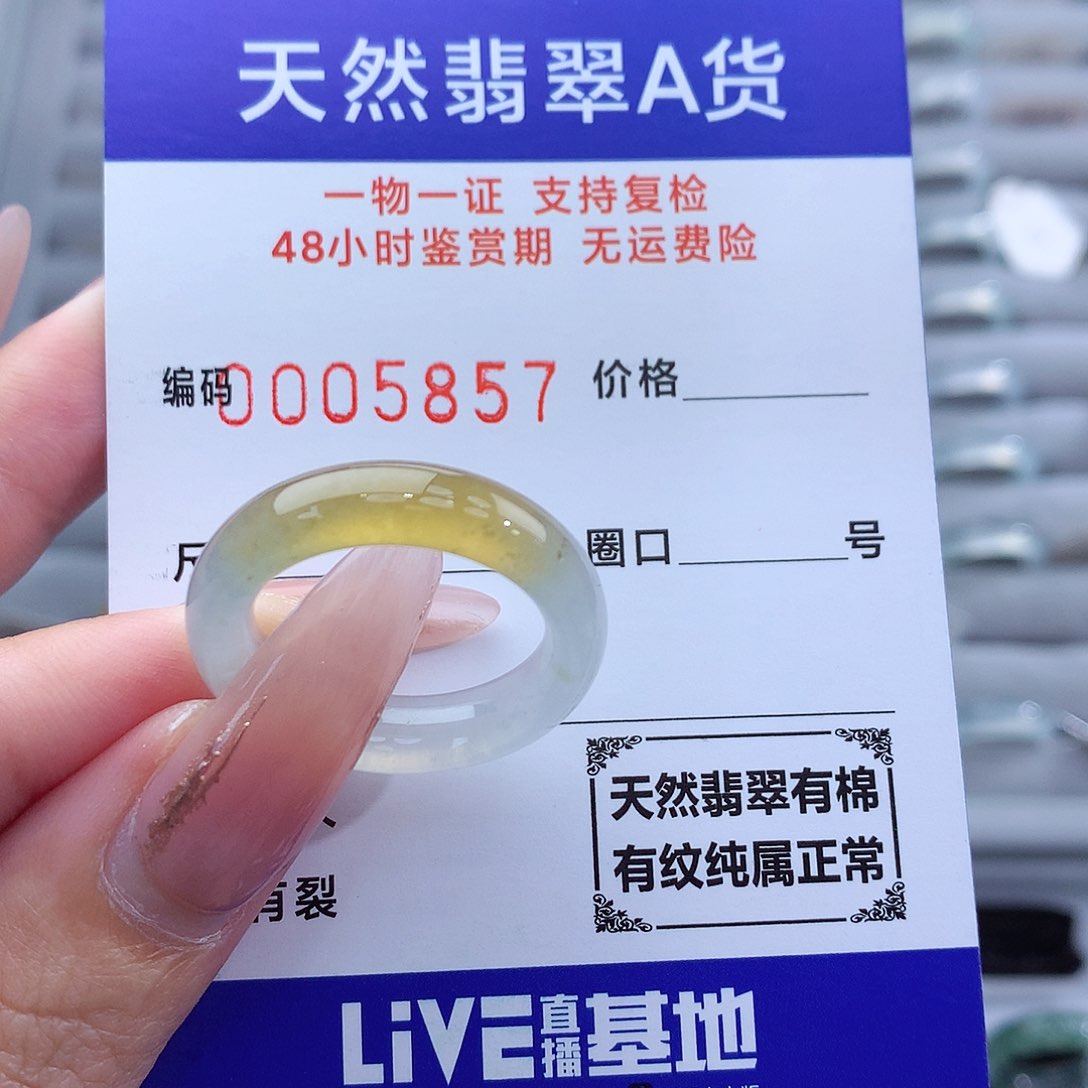 天然翡翠A货
一物一证 支持复检
48小时鉴赏期 无运费险
编码0005857 价格
尺 圈口 号
天然翡翠有棉
有纹纯属正常
有裂
LiVE直播基地